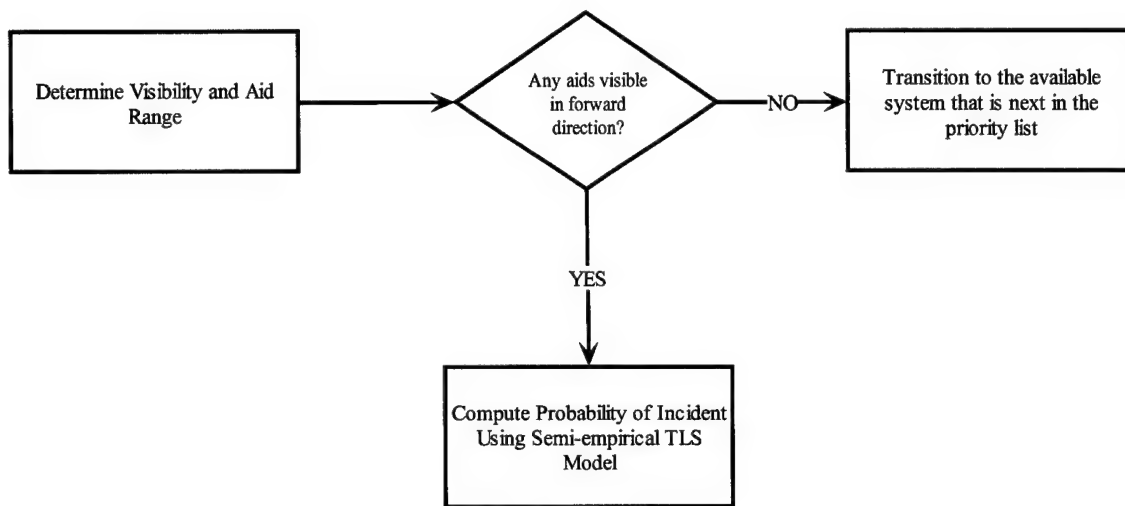 Determine Visibility and Aid
Range
Any aids visible
in forward
direction?
NO
Transition to the available
system that is next in the
priority list
YES
Compute Probability of Incident
Using Semi-empirical TLS
Model